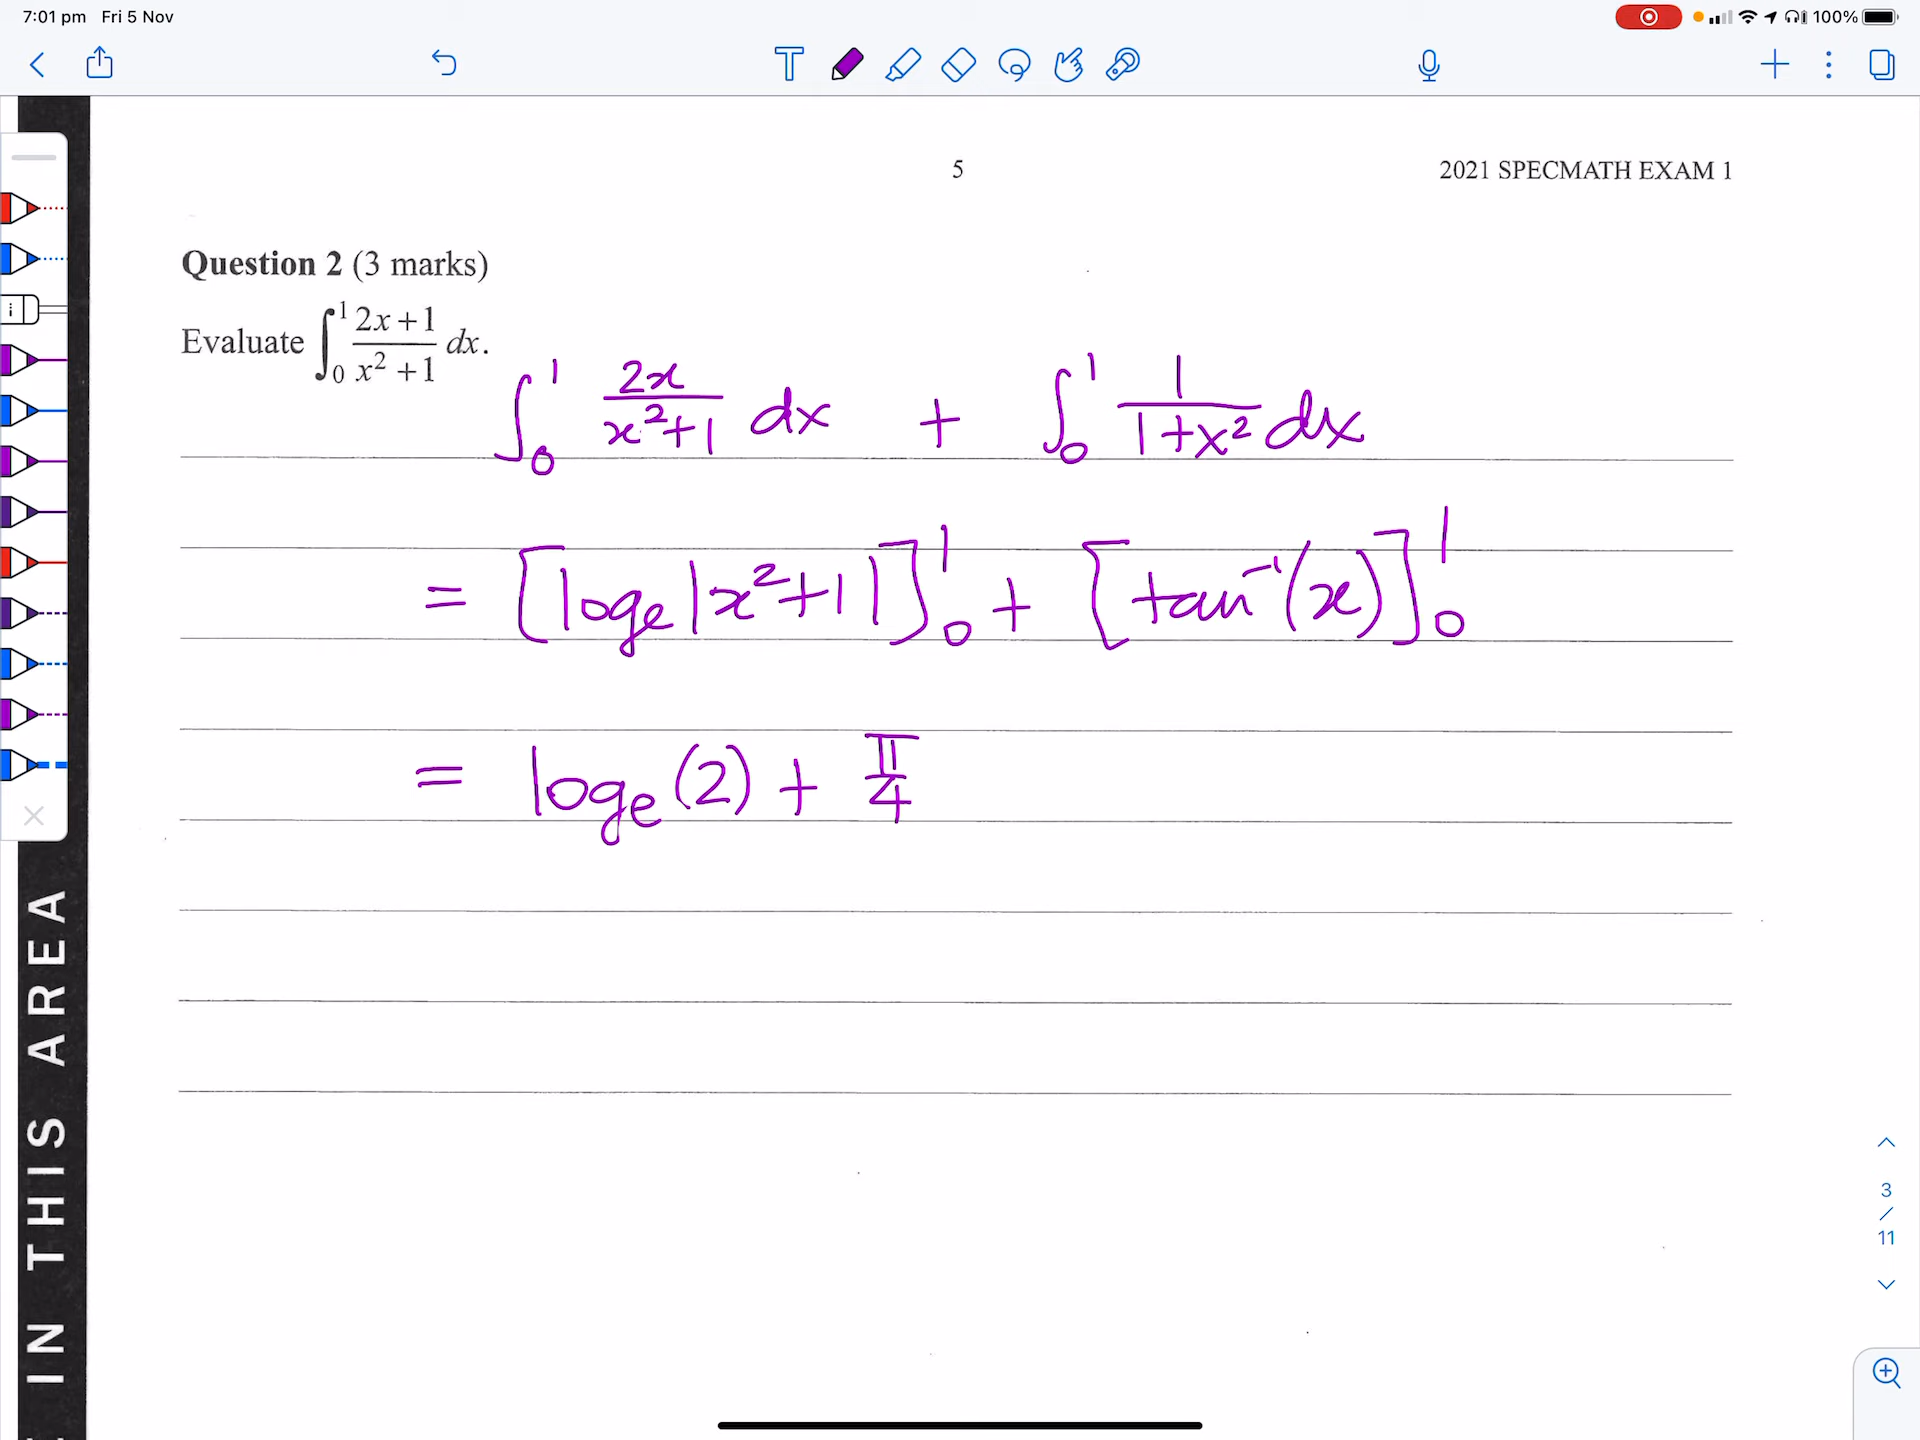 7:01 pm Fri 5 Nov 100%
5 2021 SPECMATH EXAM 1
Question 2 (3 marks)
Evaluate ∫₀¹ (2x+1)/(x²+1) dx.
∫₀¹ 2x/(x²+1) dx + ∫₀¹ 1/(1+x²) dx
= [logₑ|x²+1|]₀¹ + [tan⁻¹(x)]₀¹
= logₑ(2) + π/4
IN THIS AREA
3
/
11